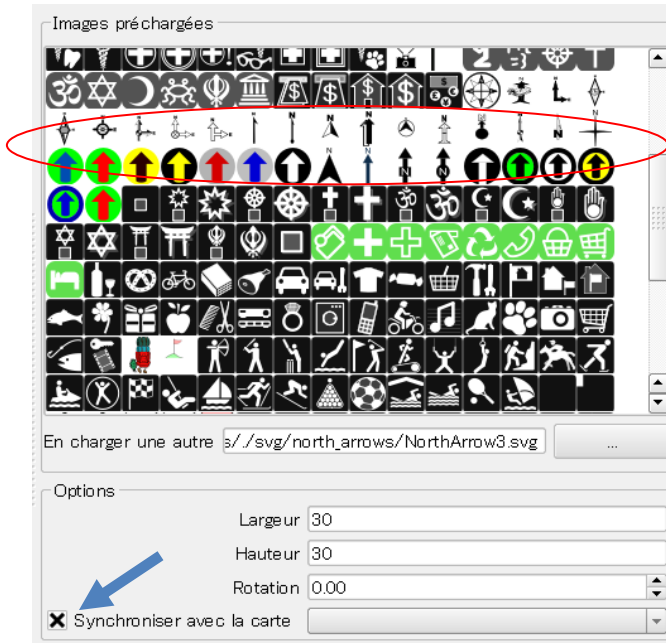 Images préchargées
En charger une autre s/./svg/north_arrows/NorthArrow3.svg ...
Options
Largeur 30
Hauteur 30
Rotation 0.00
Synchroniser avec la carte